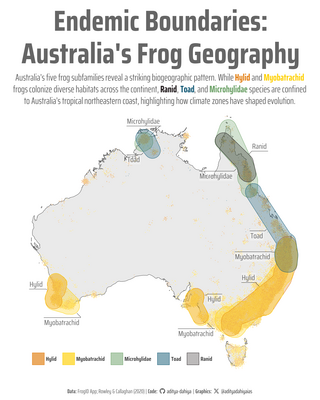 Endemic Boundaries:
Australia's Frog Geography
Australia's five frog subfamilies reveal a striking biogeographic pattern. While Hylid and Myobatrachid
frogs colonize diverse habitats across the continent, Ranid, Toad, and Microhylidae species are confined
to Australia's tropical northeastern coast, highlighting how climate zones have shaped evolution.
Microhylidae
Toad
Ranid
Microhylidae
Toad
Myobatrachid
Hylid
Hylid
Hylid
Myobatrachid
Myobatrachid
Hylid Myobatrachid Microhylidae Toad Ranid
Data: FrogID App; Rowley & Callaghan (2020) | Code: aditya-dahiya | Graphics: @adityadahiyaias